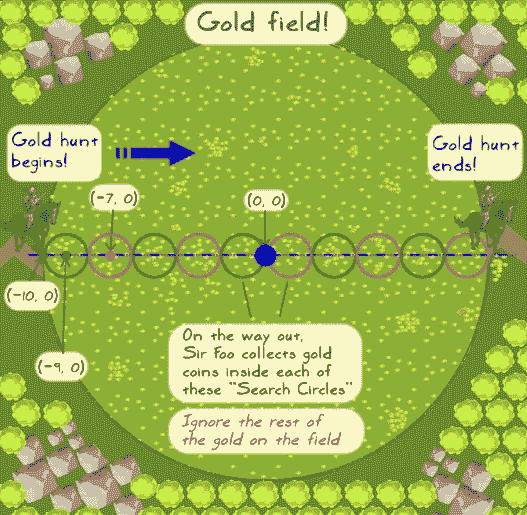 Gold field!
Gold hunt
begins!
Gold hunt
ends!
(-7, 0)
(0, 0)
(-10, 0)
(-9, 0)
On the way out,
Sir Foo collects gold
coins inside each of
these "Search Circles"
Ignore the rest of
the gold on the field